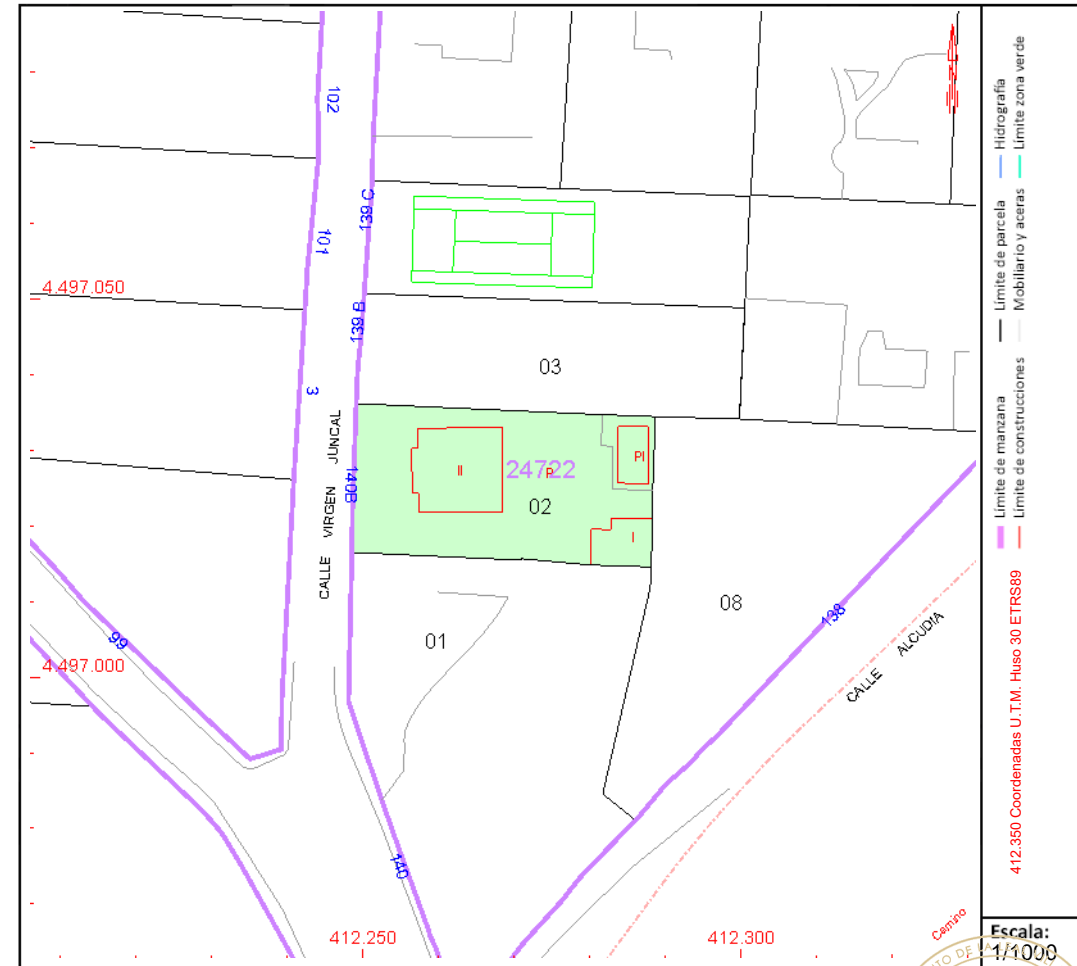 102
139 C
101
4.497.050
139 B
03
3
CALLE VIRGEN JUNCAL
140B
II
24722
P
PI
02
I
08
138
01
99
4.497.000
CALLE ALCUDIA
140
412.250
412.300
Camino
Límite de manzana
Límite de parcela
Hidrografía
Límite de construcciones
Mobiliario y aceras
Límite zona verde
412.350 Coordenadas U.T.M. Huso 30 ETRS89
Escala:
1/1000